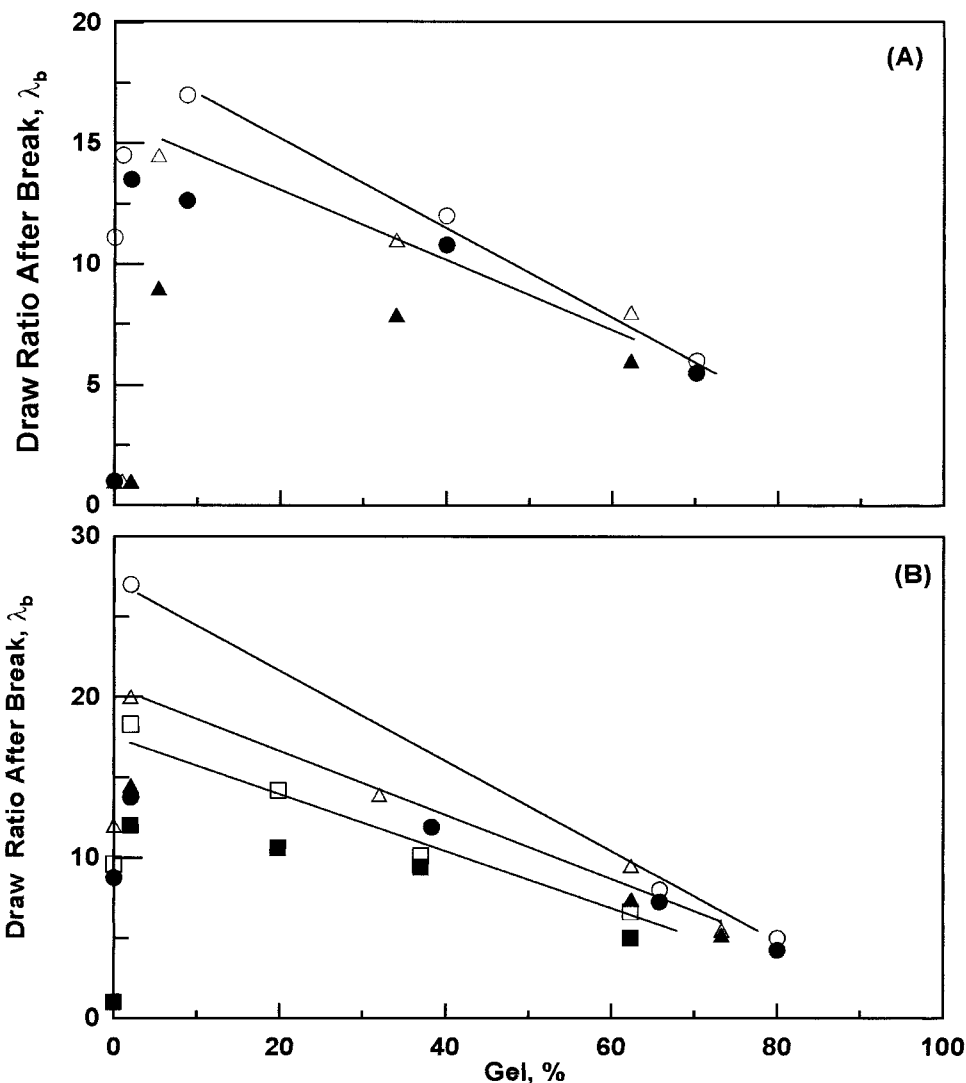 20
(A)
15
10
5
0
Draw Ratio After Break, λb
30
(B)
20
10
0
Draw Ratio After Break, λb
0 20 40 60 80 100
Gel, %